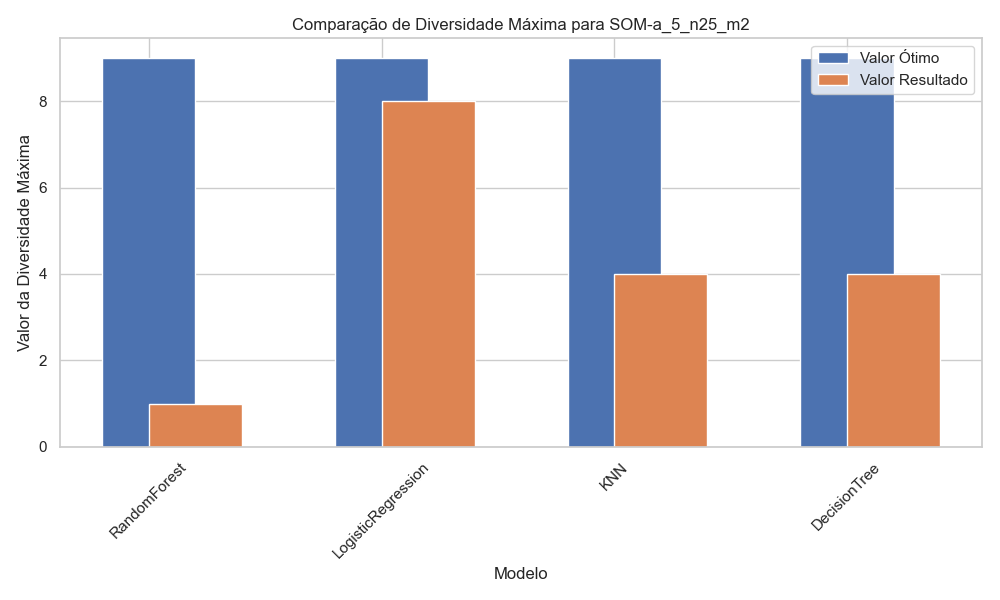 Comparação de Diversidade Máxima para SOM-a_5_n25_m2
Valor Ótimo
Valor Resultado
Valor da Diversidade Máxima
8
6
4
2
0
RandomForest
LogisticRegression
KNN
DecisionTree
Modelo